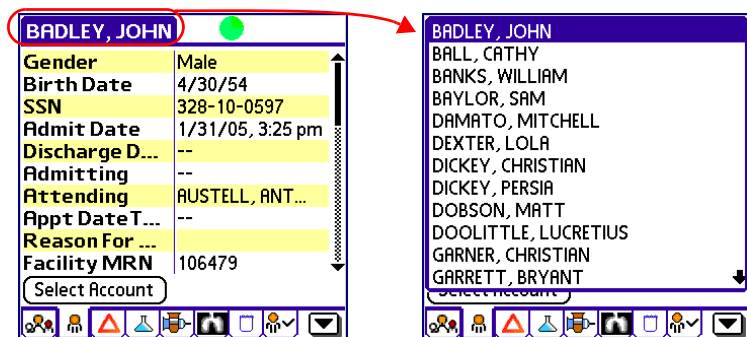 BADLEY, JOHN
Gender Male
Birth Date 4/30/54
SSN 328-10-0597
Admit Date 1/31/05, 3:25 pm
Discharge D... --
Admitting --
Attending AUSTELL, ANT...
Appt DateT... --
Reason For ...
Facility MRN 106479
Select Account
BADLEY, JOHN
BALL, CATHY
BANKS, WILLIAM
BAYLOR, SAM
DAMATO, MITCHELL
DEXTER, LOLA
DICKEY, CHRISTIAN
DICKEY, PERSIA
DOBSON, MATT
DOOLITTLE, LUCRETIUS
GARNER, CHRISTIAN
GARRETT, BRYANT
Select Account